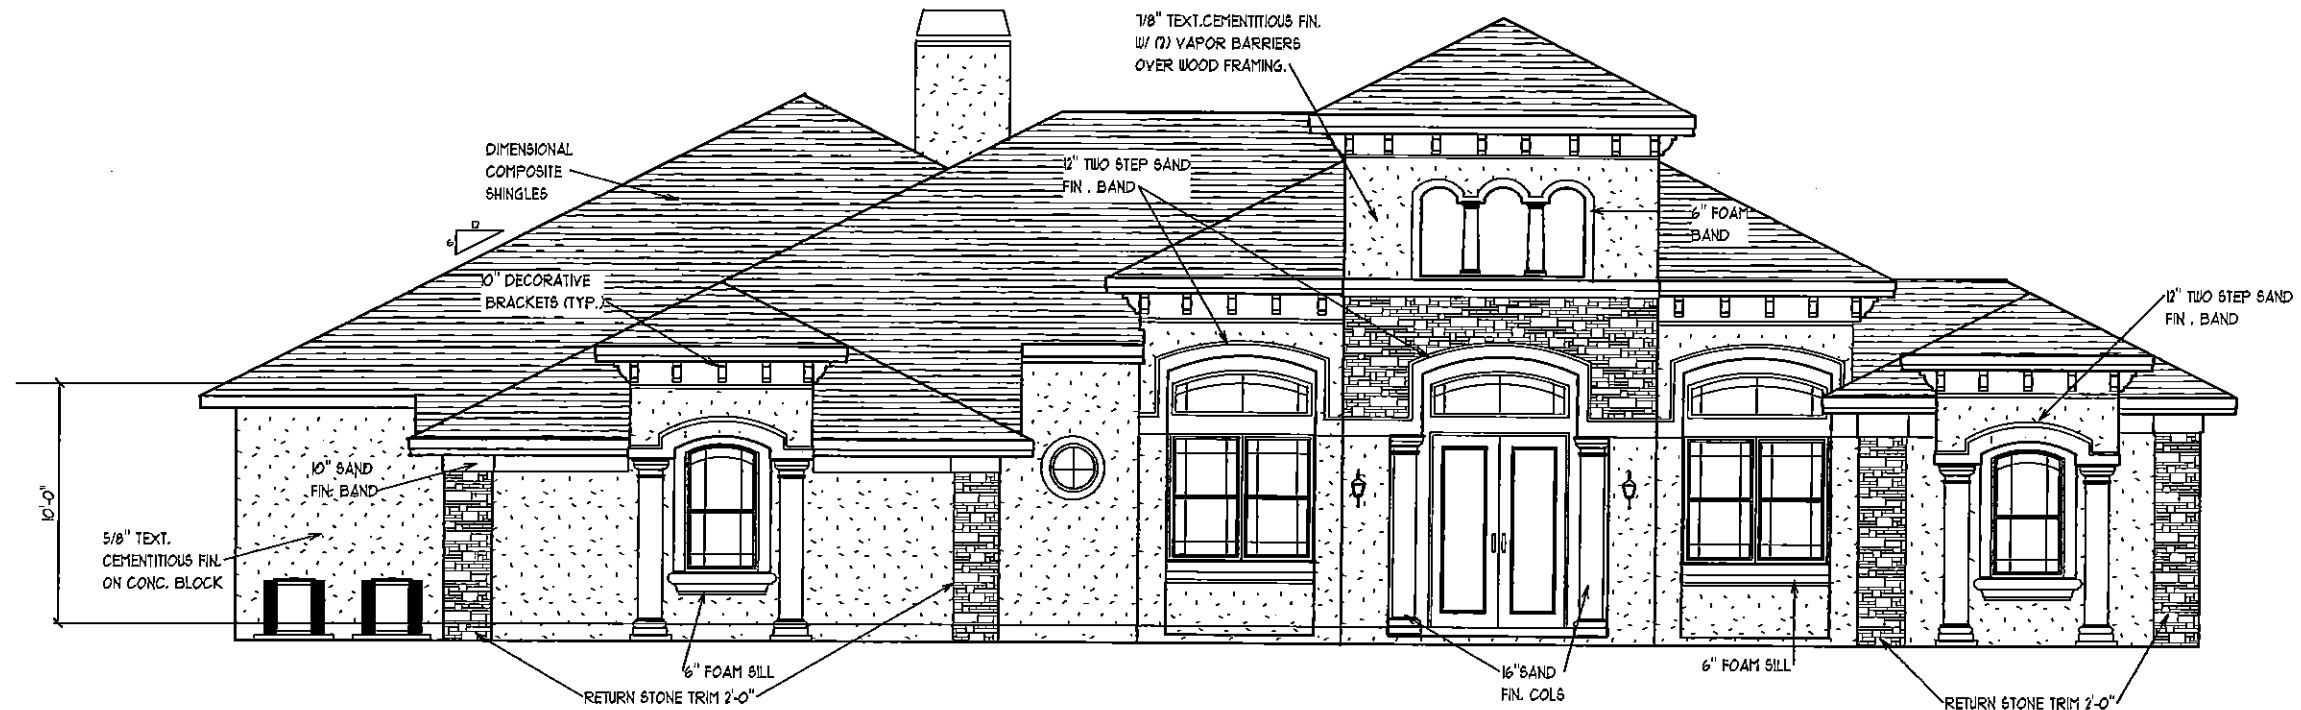 7/8" TEXT.CEMENTITIOUS FIN.
W/ (2) VAPOR BARRIERS
OVER WOOD FRAMING.
DIMENSIONAL
COMPOSITE
SHINGLES
12" TWO STEP SAND
FIN . BAND
12
6
6" FOAM
BAND
10" DECORATIVE
BRACKETS (TYP.)
12" TWO STEP SAND
FIN . BAND
10" SAND
FIN. BAND
10'-0"
5/8" TEXT.
CEMENTITIOUS FIN.
ON CONC. BLOCK
6" FOAM SILL
RETURN STONE TRIM 2'-0"
16"SAND
FIN. COLS
6" FOAM SILL
RETURN STONE TRIM 2'-0"